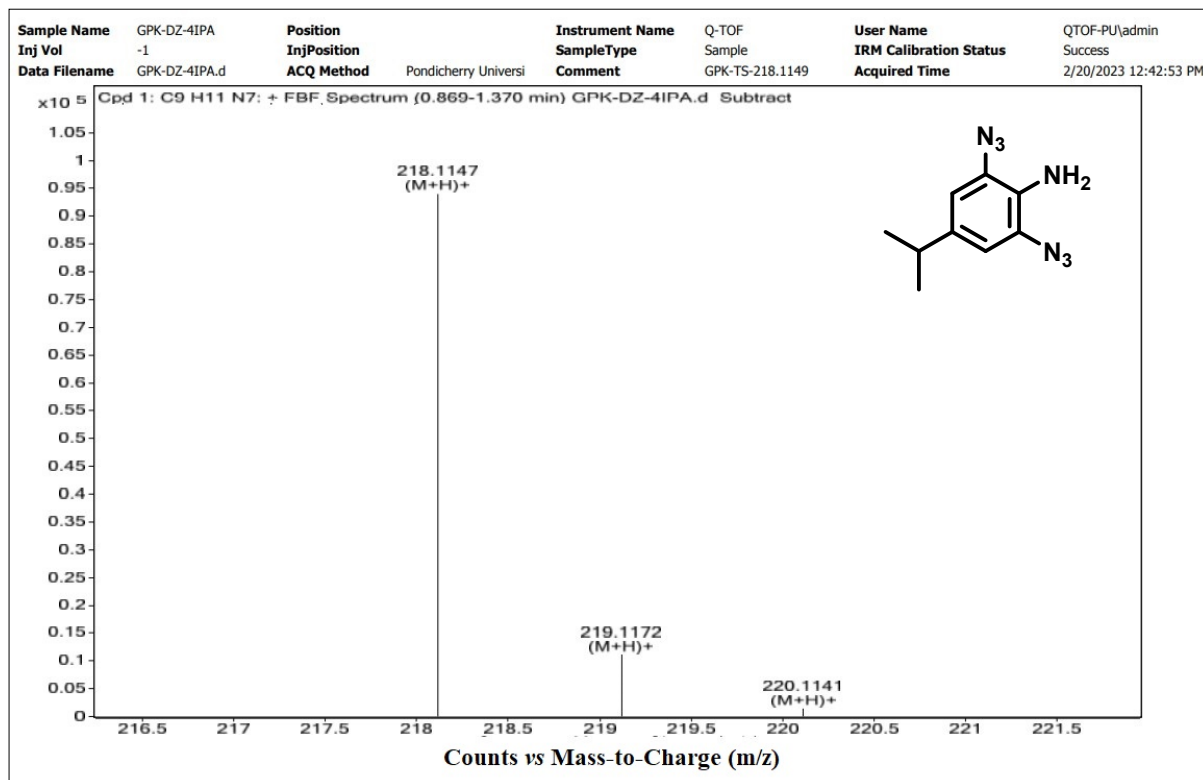 Sample Name GPK-DZ-4IPA Position Instrument Name Q-TOF User Name QTOF-PU\admin
Inj Vol -1 InjPosition SampleType Sample IRM Calibration Status Success
Data Filename GPK-DZ-4IPA.d ACQ Method Pondicherry Universi Comment GPK-TS-218.1149 Acquired Time 2/20/2023 12:42:53 PM
x10 5 Cpd 1: C9 H11 N7: + FBF Spectrum (0.869-1.370 min) GPK-DZ-4IPA.d Subtract
1.05
1
0.95
0.9
0.85
0.8
0.75
0.7
0.65
0.6
0.55
0.5
0.45
0.4
0.35
0.3
0.25
0.2
0.15
0.1
0.05
0
218.1147
(M+H)+
N3
NH2
N3
219.1172
(M+H)+
220.1141
(M+H)+
216.5 217 217.5 218 218.5 219 219.5 220 220.5 221 221.5
Counts vs Mass-to-Charge (m/z)